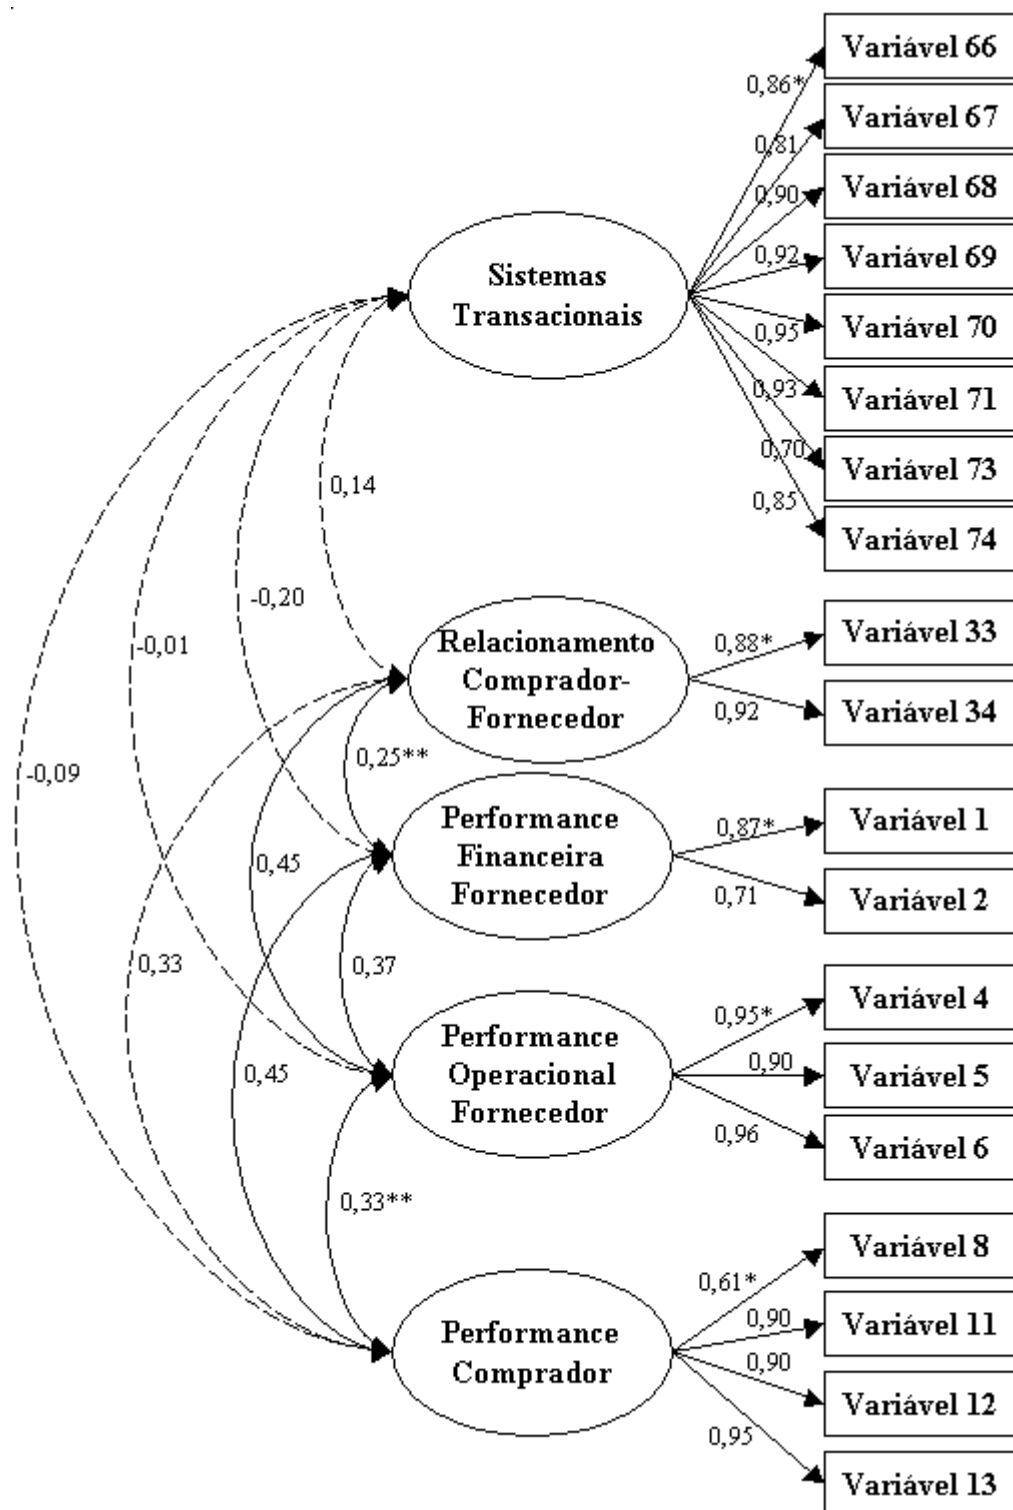 Variável 66
0,86*
Variável 67
0,81
Variável 68
0,90
Variável 69
0,92
Sistemas
Transacionais
Variável 70
0,95
Variável 71
0,93
Variável 73
0,70
0,14
0,85
Variável 74
-0,20
-0,01
Relacionamento
Comprador-
Fornecedor
0,88*
Variável 33
0,92
Variável 34
-0,09
0,25**
Performance
Financeira
Fornecedor
0,87*
Variável 1
0,71
Variável 2
0,45
0,33
0,37
Performance
Operacional
Fornecedor
0,95*
Variável 4
0,90
Variável 5
0,96
Variável 6
0,45
0,33**
Performance
Comprador
0,61*
Variável 8
0,90
Variável 11
0,90
Variável 12
0,95
Variável 13